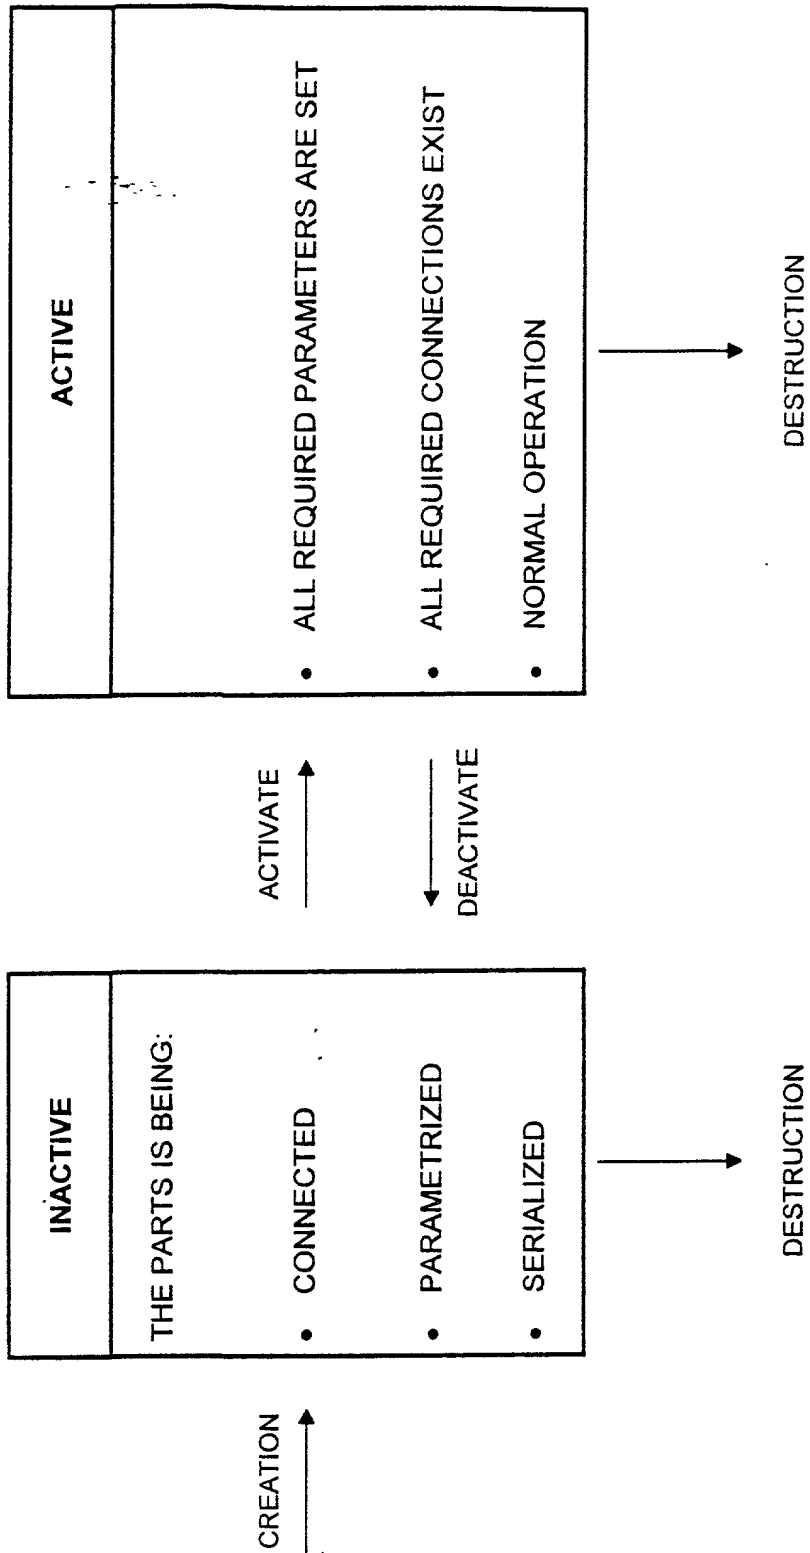 CREATION
INACTIVE
THE PARTS IS BEING:
• CONNECTED
• PARAMETRIZED
• SERIALIZED
DESTRUCTION
ACTIVATE
DEACTIVATE
ACTIVE
• ALL REQUIRED PARAMETERS ARE SET
• ALL REQUIRED CONNECTIONS EXIST
• NORMAL OPERATION
DESTRUCTION